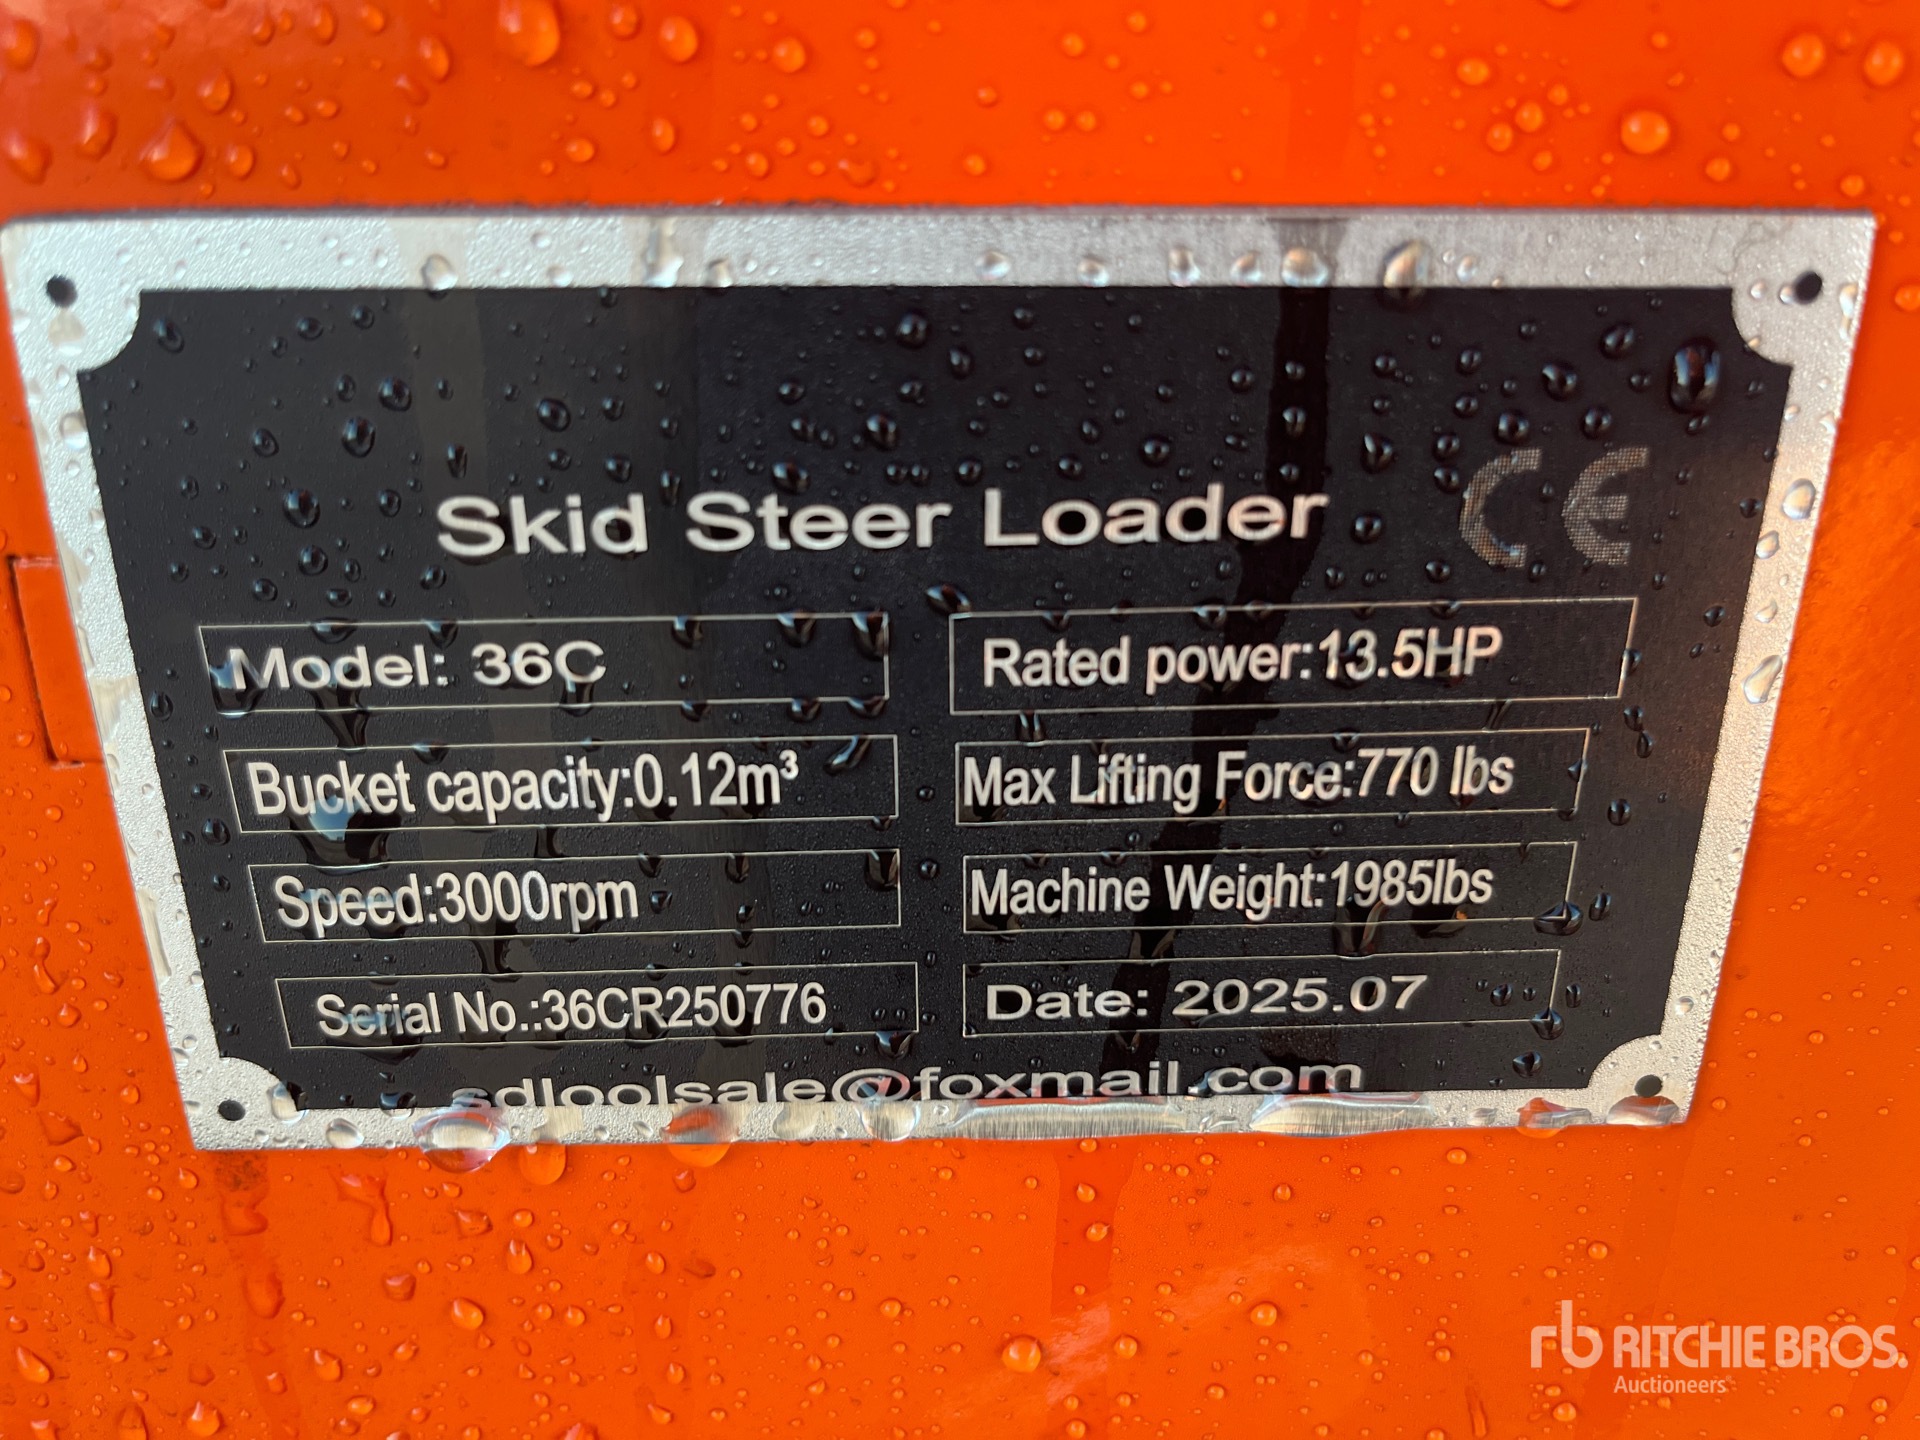 CE
Skid Steer Loader
Model: 36C
Rated power:13.5HP
Bucket capacity:0.12m³
Max Lifting Force:770 lbs
Speed:3000rpm
Machine Weight:1985lbs
Serial No.:36CR250776
Date: 2025.07
sdloolsale@foxmail.com
rb RITCHIE BROS.
Auctioneers